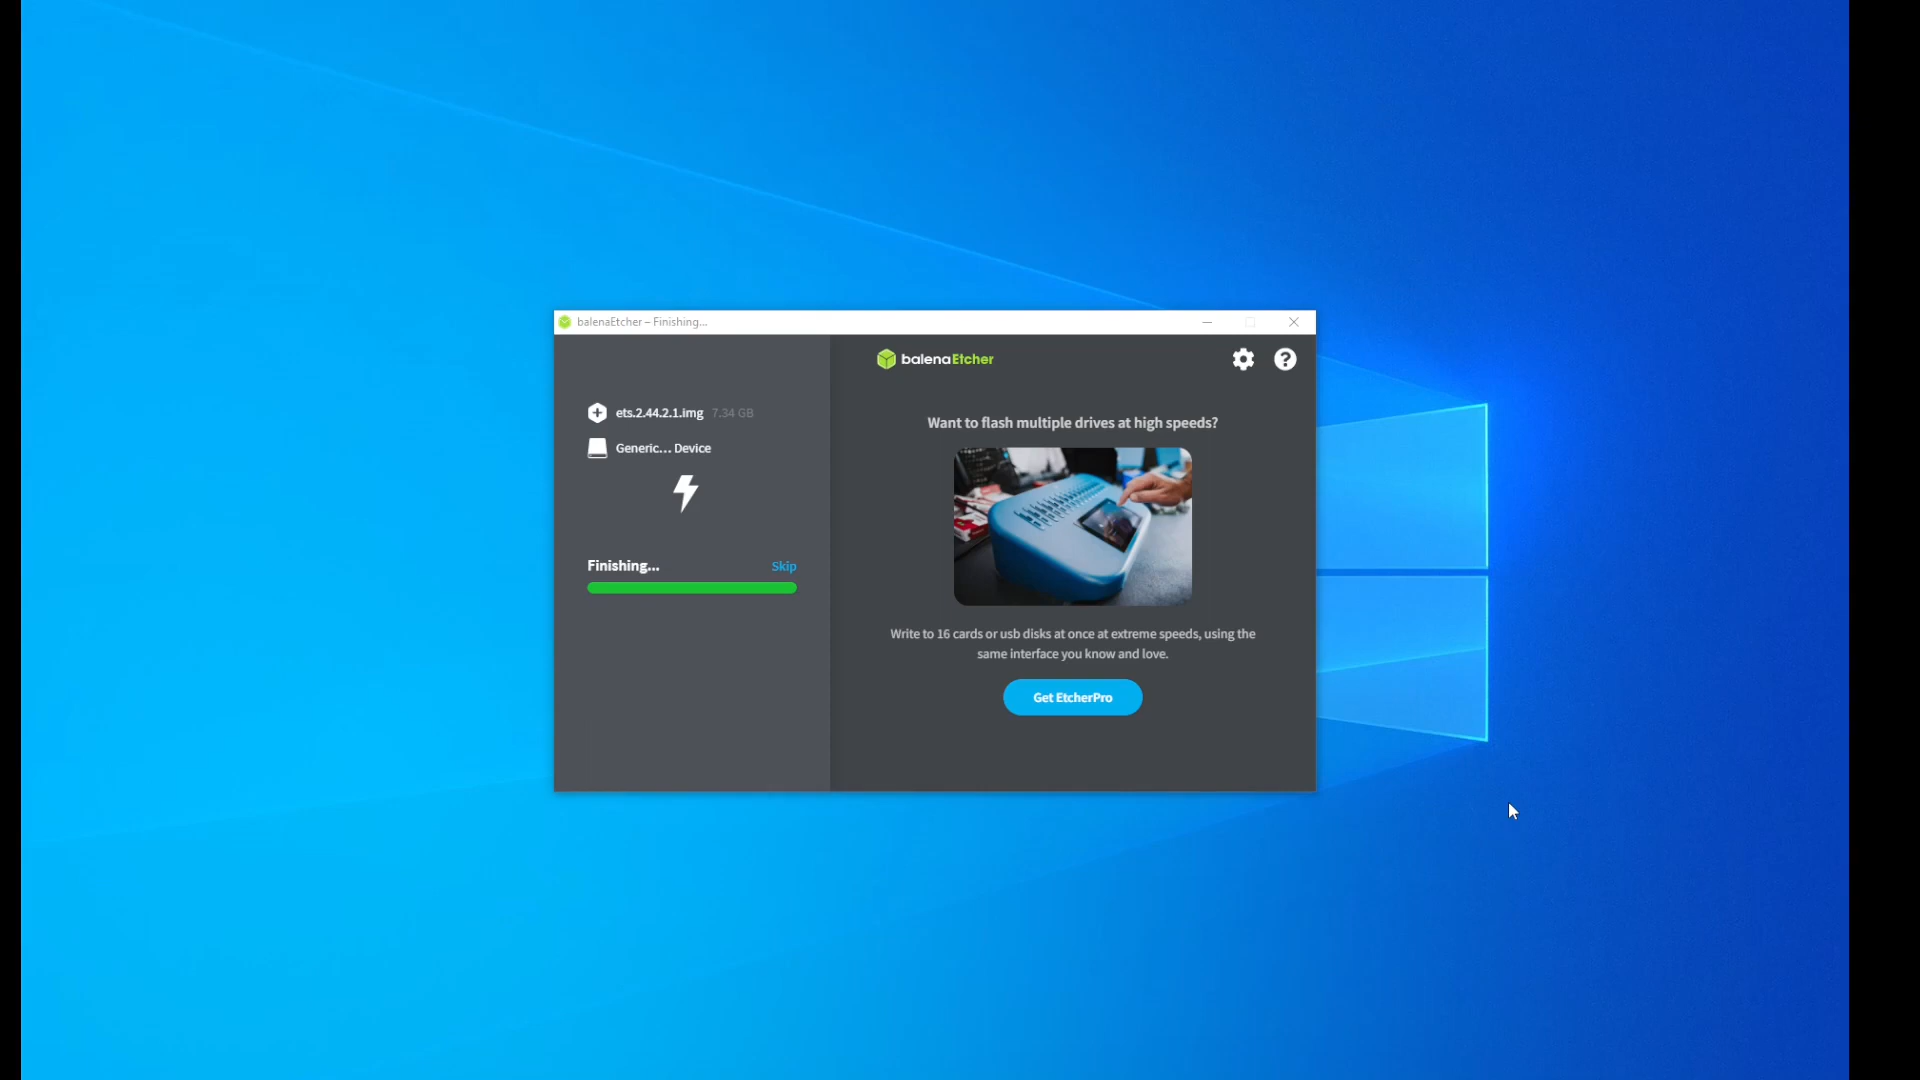 balenaEtcher – Finishing...
balenaEtcher
ets.2.44.2.1.img 7.34 GB
Generic... Device
Finishing... Skip
Want to flash multiple drives at high speeds?
Write to 16 cards or usb disks at once at extreme speeds, using the
same interface you know and love.
Get EtcherPro